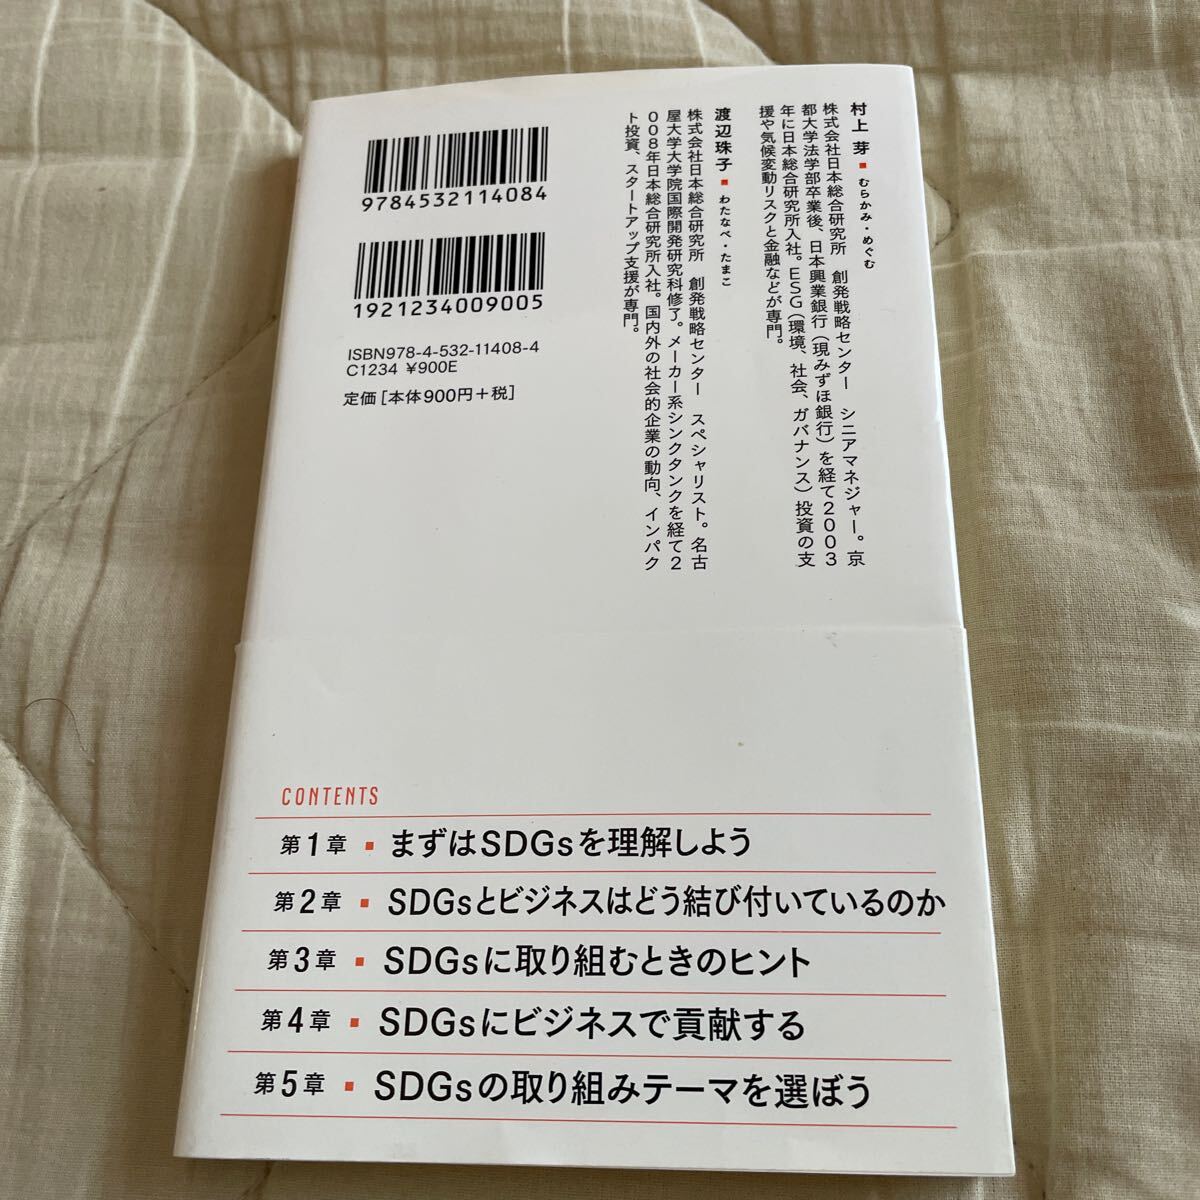 村上 芽 ■ むらかみ・めぐむ
株式会社日本総合研究所 創発戦略センター シニアマネジャー。京
都大学法学部卒業後、日本興業銀行（現みずほ銀行）を経て2003
年に日本総合研究所入社。ESG（環境、社会、ガバナンス）投資の支
援や気候変動リスクと金融などが専門。
渡辺珠子 ■ わたなべ・たまこ
株式会社日本総合研究所 創発戦略センター スペシャリスト。名古
屋大学大学院国際開発研究科修了。メーカー系シンクタンクを経て2
008年日本総合研究所入社。国内外の社会的企業の動向、インパク
ト投資、スタートアップ支援が専門。
9784532114084
1921234009005
ISBN978-4-532-11408-4
C1234 ¥900E
定価［本体900円＋税］
CONTENTS
第1章 ■ まずはSDGsを理解しよう
第2章 ■ SDGsとビジネスはどう結び付いているのか
第3章 ■ SDGsに取り組むときのヒント
第4章 ■ SDGsにビジネスで貢献する
第5章 ■ SDGsの取り組みテーマを選ぼう